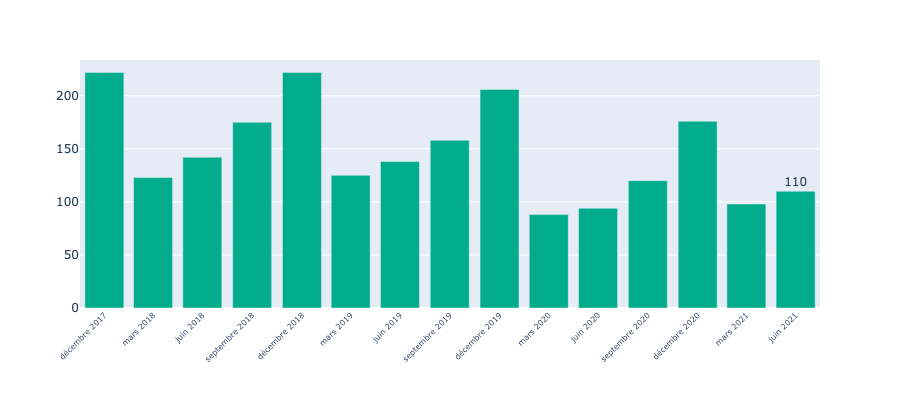 200
150
100
50
0
110
décembre 2017
mars 2018
juin 2018
septembre 2018
décembre 2018
mars 2019
juin 2019
septembre 2019
décembre 2019
mars 2020
juin 2020
septembre 2020
décembre 2020
mars 2021
juin 2021